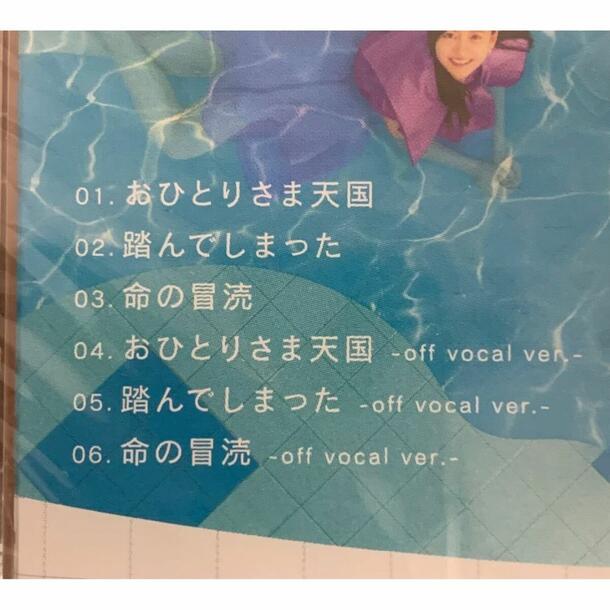 01. おひとりさま天国
02. 踏んでしまった
03. 命の冒涜
04. おひとりさま天国 -off vocal ver.-
05. 踏んでしまった -off vocal ver.-
06. 命の冒涜 -off vocal ver.-